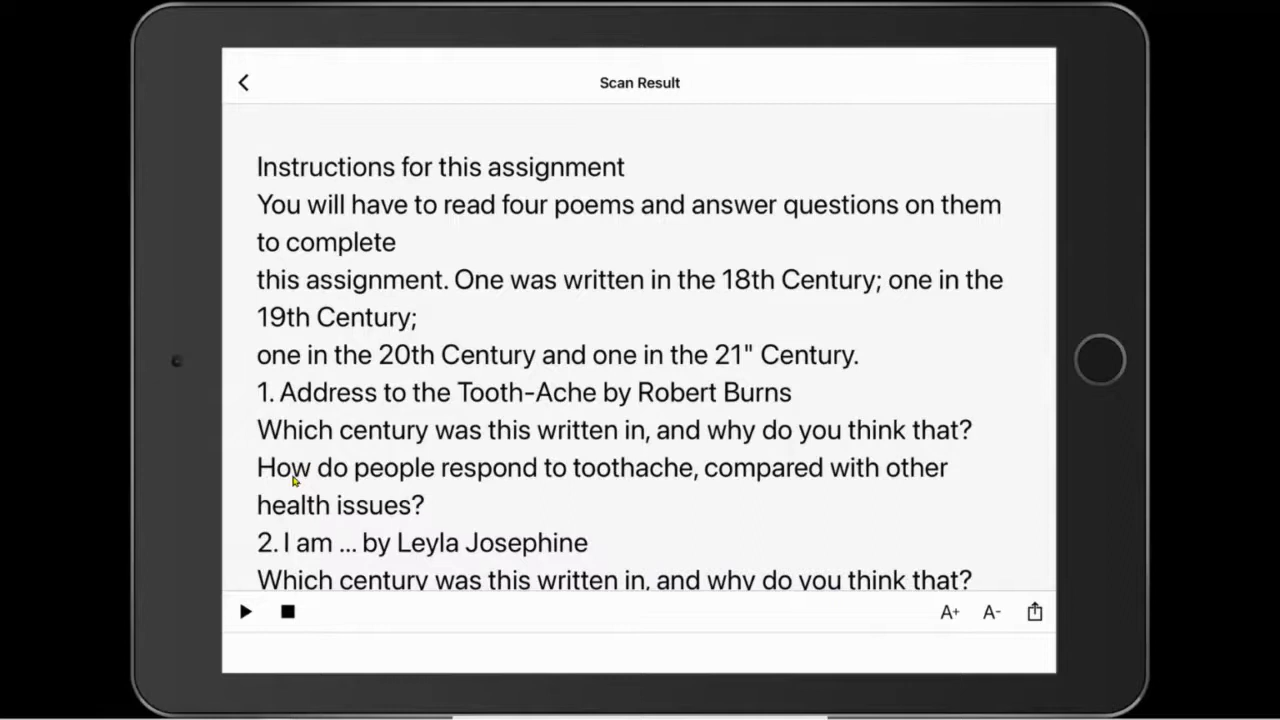 Scan Result
Instructions for this assignment
You will have to read four poems and answer questions on them
to complete
this assignment. One was written in the 18th Century; one in the
19th Century;
one in the 20th Century and one in the 21" Century.
1. Address to the Tooth-Ache by Robert Burns
Which century was this written in, and why do you think that?
How do people respond to toothache, compared with other
health issues?
2. I am ... by Leyla Josephine
Which century was this written in, and why do you think that?
A+ A-